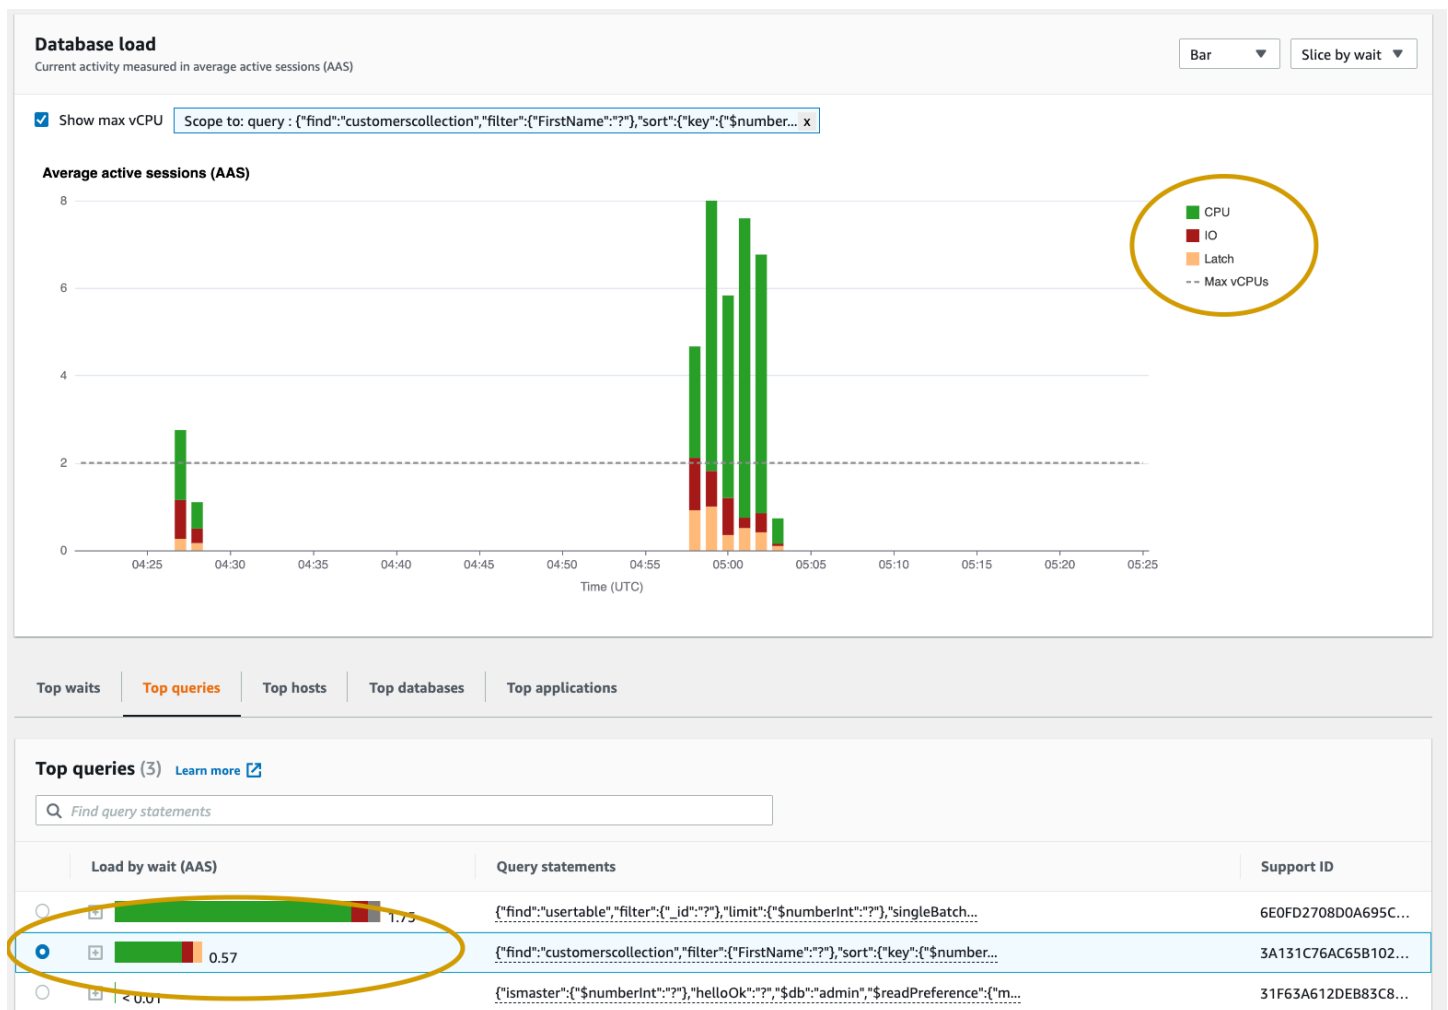 Database load
Current activity measured in average active sessions (AAS)
Bar
Slice by wait
Show max vCPU
Scope to: query : {"find":"customerscollection","filter":{"FirstName":"?"},"sort":{"key":{"$number... x
Average active sessions (AAS)
8
6
4
2
0
CPU
IO
Latch
Max vCPUs
04:25 04:30 04:35 04:40 04:45 04:50 04:55 05:00 05:05 05:10 05:15 05:20 05:25
Time (UTC)
Top waits Top queries Top hosts Top databases Top applications
Top queries (3) Learn more
Find query statements
Load by wait (AAS) Query statements Support ID
1.75 {"find":"usertable","filter":{"_id":"?"},"limit":{"$numberInt":"?"},"singleBatch... 6E0FD2708D0A695C...
0.57 {"find":"customerscollection","filter":{"FirstName":"?"},"sort":{"key":{"$number... 3A131C76AC65B102...
< 0.01 {"ismaster":{"$numberInt":"?"},"helloOk":"?","$db":"admin","$readPreference":{"m... 31F63A612DEB83C8...